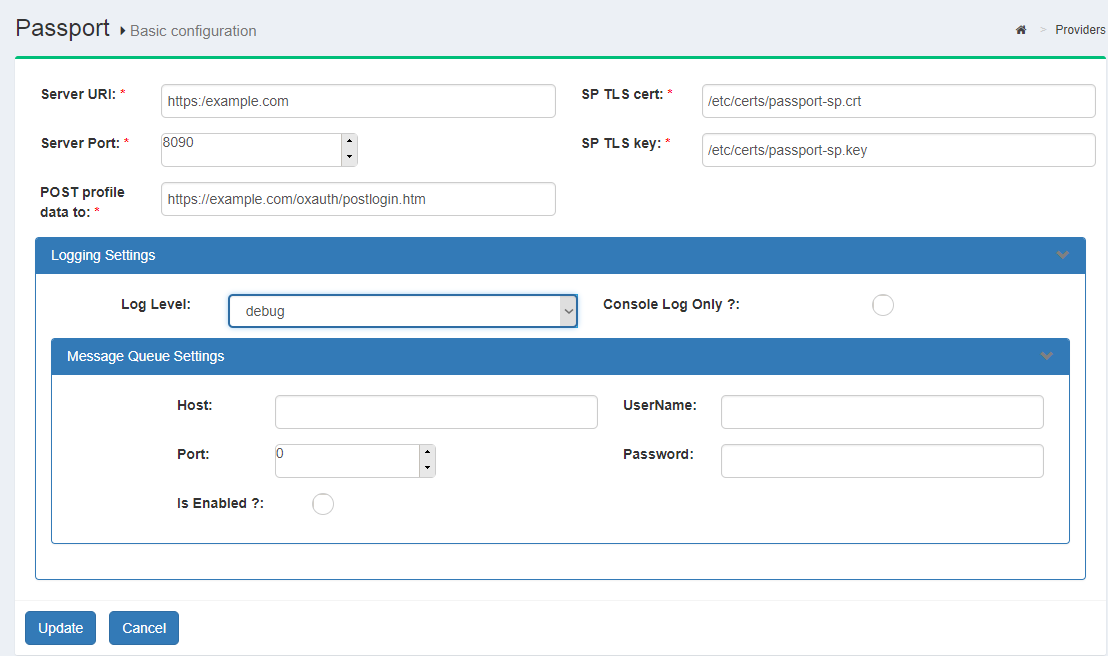 Passport Basic configuration
> Providers
Server URI: * https:/example.com SP TLS cert: * /etc/certs/passport-sp.crt
Server Port: * 8090 SP TLS key: * /etc/certs/passport-sp.key
POST profile
data to: * https://example.com/oxauth/postlogin.htm
Logging Settings
Log Level: debug Console Log Only ?:
Message Queue Settings
Host: UserName:
Port: 0 Password:
Is Enabled ?:
Update Cancel